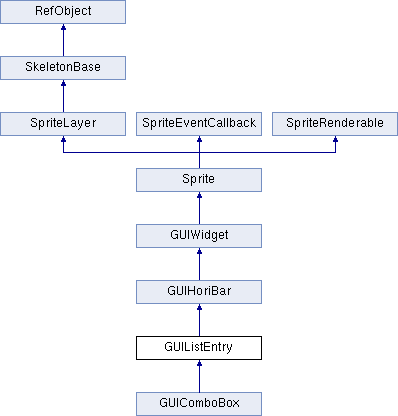 RefObject
SkeletonBase
SpriteLayer SpriteEventCallback SpriteRenderable
Sprite
GUIWidget
GUIHoriBar
GUIListEntry
GUIComboBox